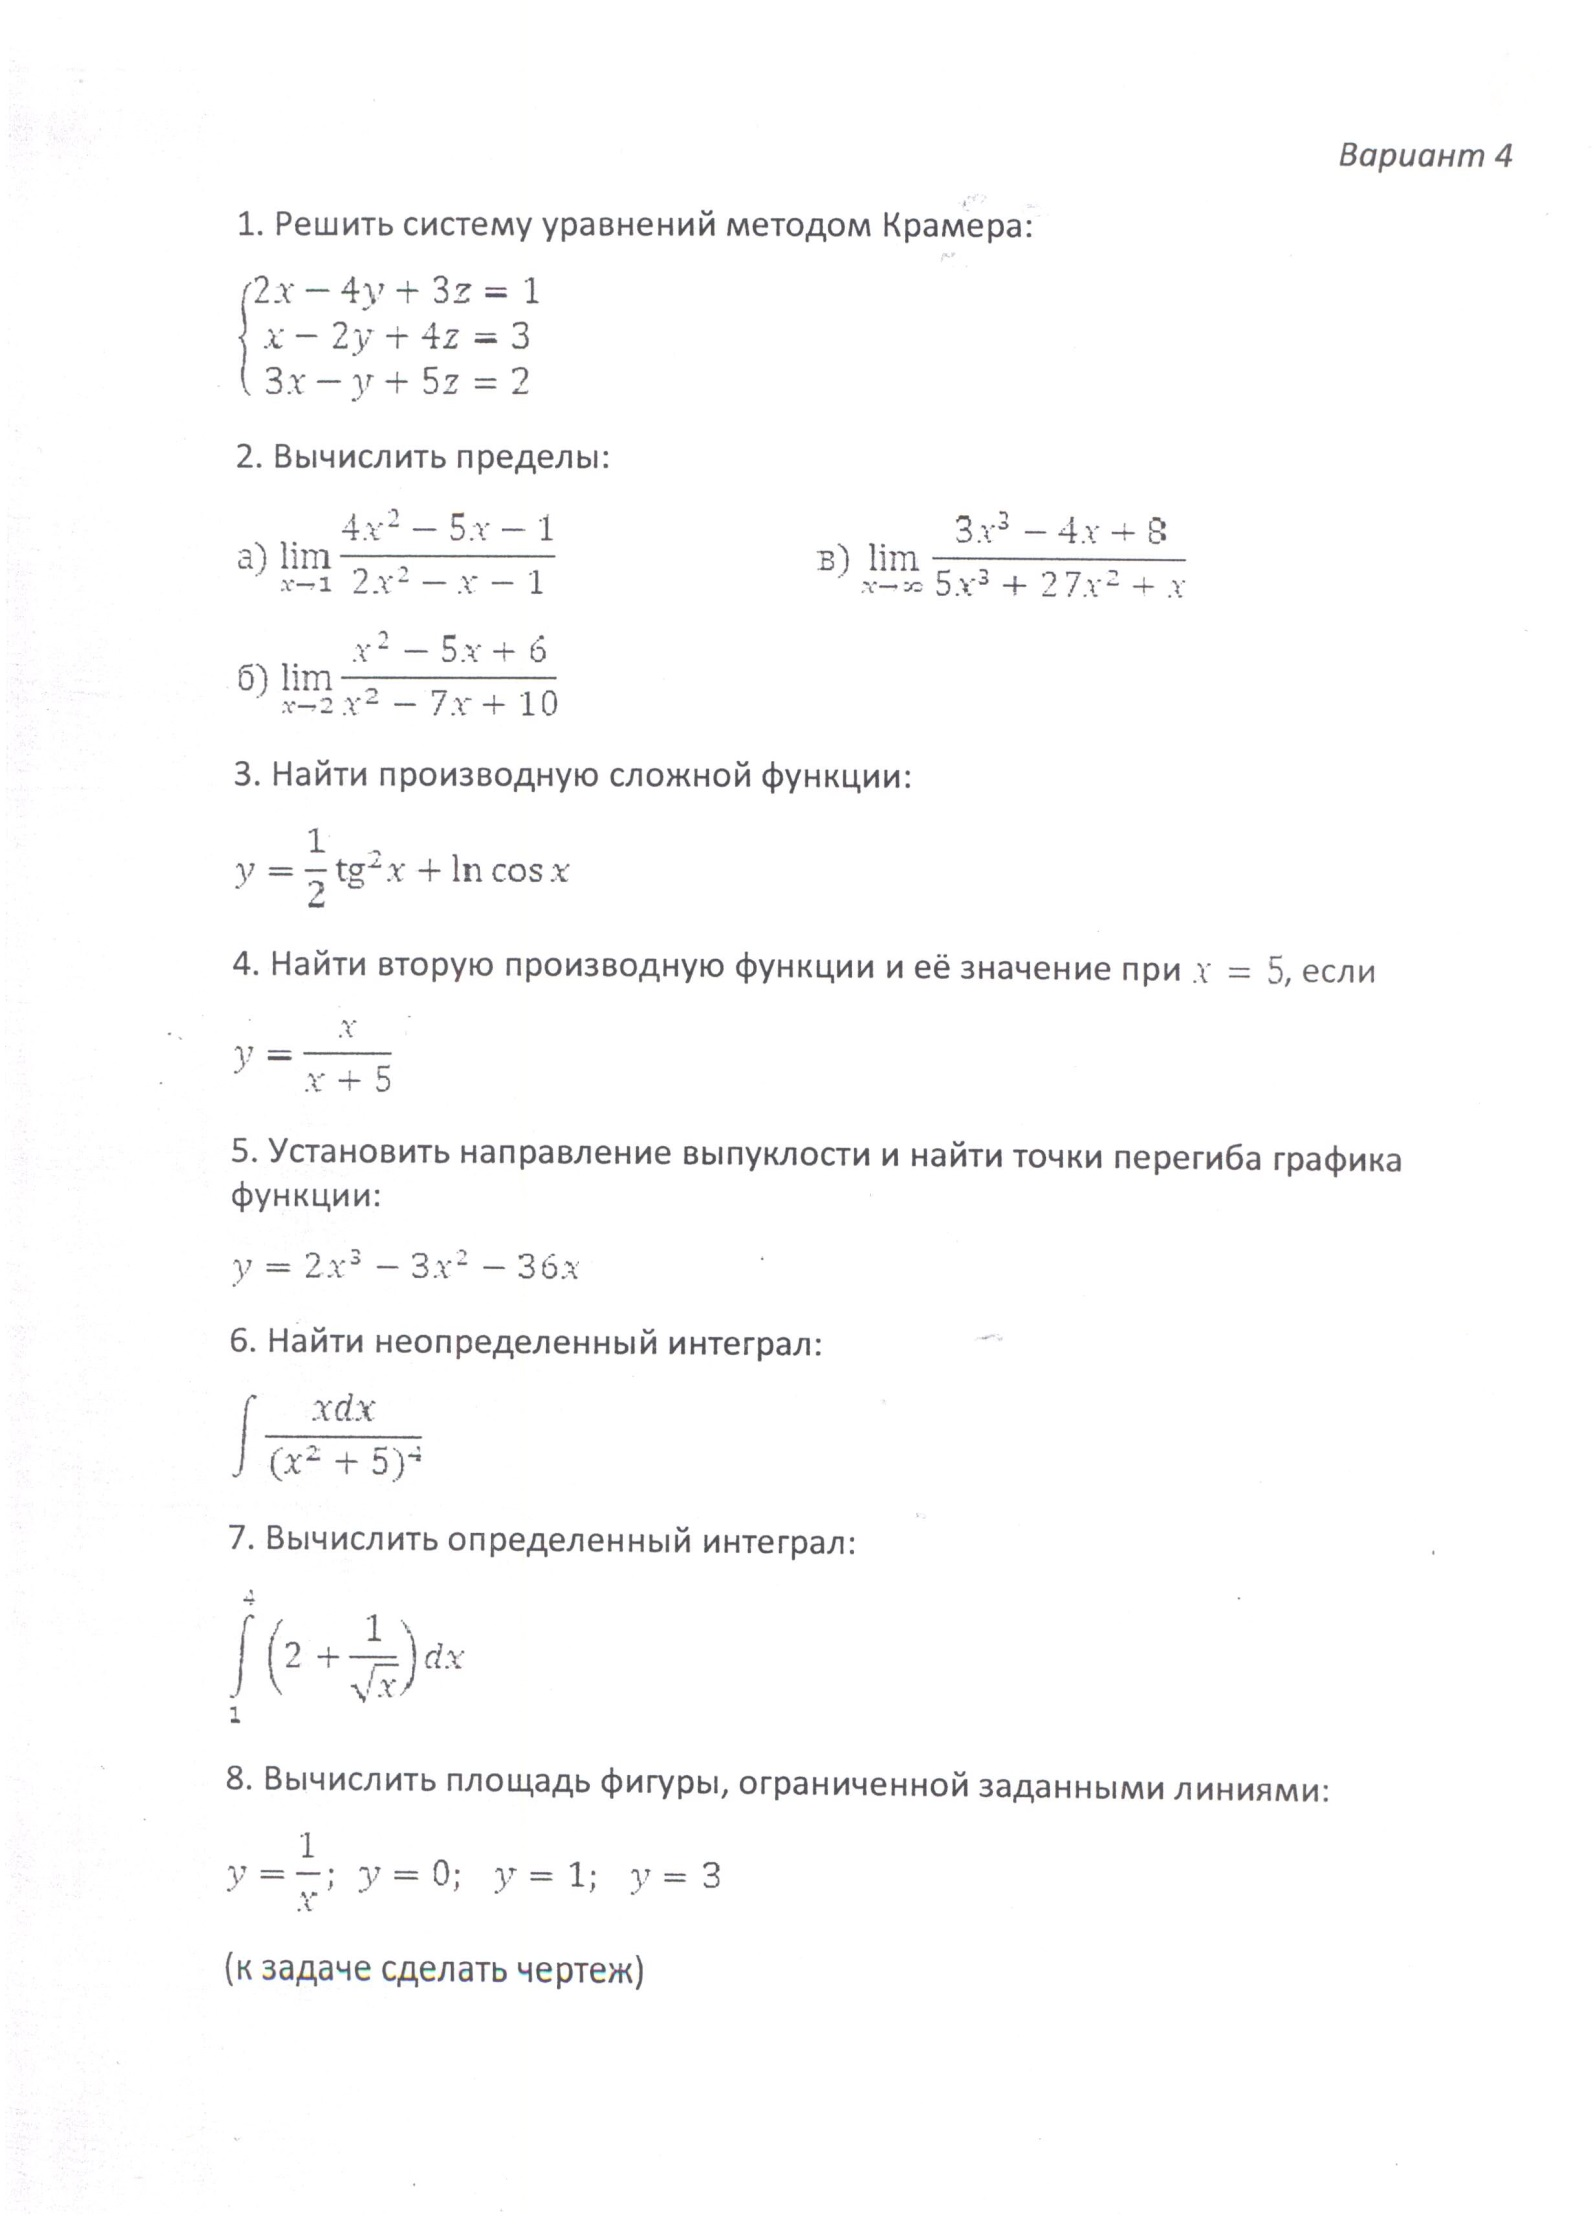 Вариант 4
1. Решить систему уравнений методом Крамера:
2x − 4y + 3z = 1
x − 2y + 4z = 3
3x − y + 5z = 2
2. Вычислить пределы:
а) lim x→1 (4x² − 5x − 1)/(2x² − x − 1)
в) lim x→∞ (3x³ − 4x + 8)/(5x³ + 27x² + x)
б) lim x→2 (x² − 5x + 6)/(x² − 7x + 10)
3. Найти производную сложной функции:
y = 1/2 tg²x + ln cos x
4. Найти вторую производную функции и её значение при x = 5, если
y = x/(x + 5)
5. Установить направление выпуклости и найти точки перегиба графика
функции:
y = 2x³ − 3x² − 36x
6. Найти неопределенный интеграл:
∫ xdx/(x² + 5)⁴
7. Вычислить определенный интеграл:
∫₁⁴ (2 + 1/√x) dx
8. Вычислить площадь фигуры, ограниченной заданными линиями:
y = 1/x; y = 0; y = 1; y = 3
(к задаче сделать чертеж)